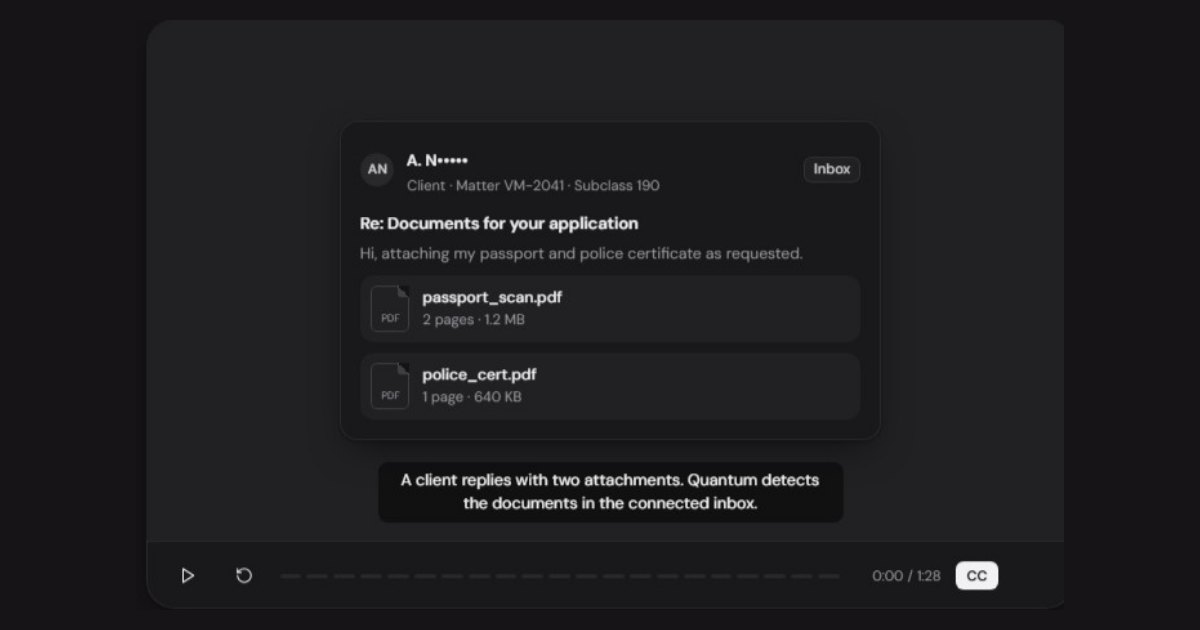 AN
A. N•••••
Client · Matter VM-2041 · Subclass 190
Inbox
Re: Documents for your application
Hi, attaching my passport and police certificate as requested.
PDF
passport_scan.pdf
2 pages · 1.2 MB
PDF
police_cert.pdf
1 page · 640 KB
A client replies with two attachments. Quantum detects
the documents in the connected inbox.
0:00 / 1:28
CC